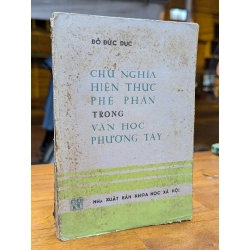 ĐỖ ĐỨC DỤC
CHỦ NGHĨA
HIỆN THỰC
PHÊ PHÁN
TRONG
VĂN HỌC
PHƯƠNG TÂY
NHÀ XUẤT BẢN KHOA HỌC XÃ HỘI